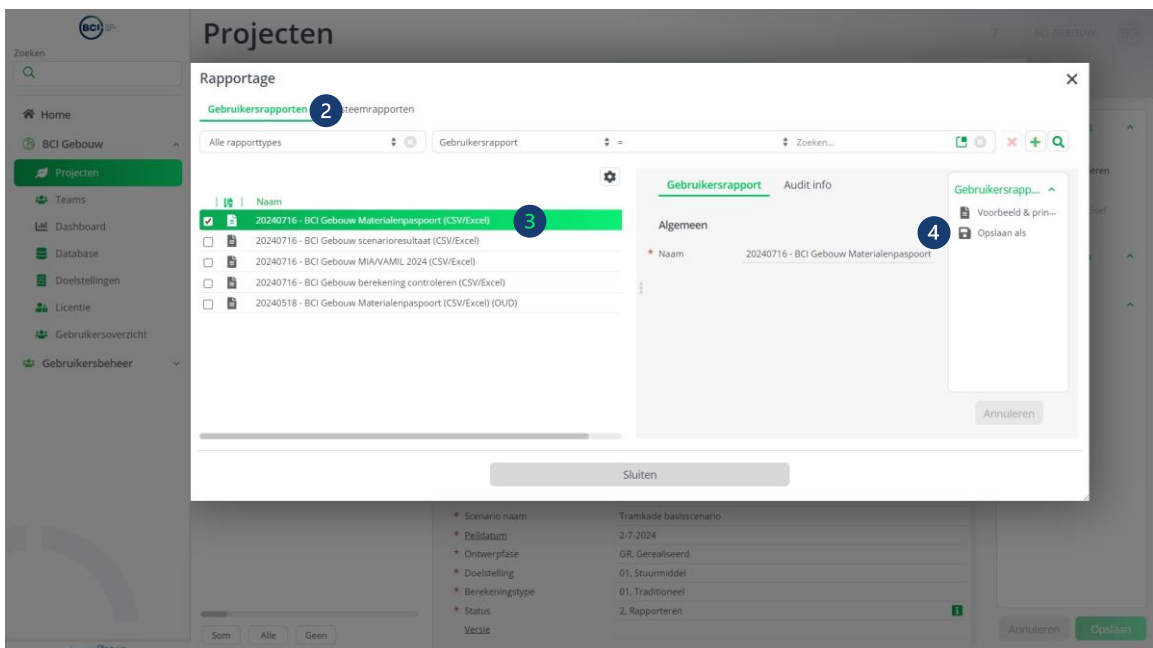 BCI
Projecten
Zoeken
? BCI GEBOUW
Rapportage
Gebruikersrapporten 2 steemrapporten
Home
BCI Gebouw
Alle rapporttypes Gebruikersrapport = Zoeken...
Projecten
Teams
Dashboard
Database
Doelstellingen
Licentie
Gebruikersoverzicht
Gebruikersbeheer
Naam
20240716 - BCI Gebouw Materialenpaspoort (CSV/Excel) 3
20240716 - BCI Gebouw scenarioresultaat (CSV/Excel)
20240716 - BCI Gebouw MIA/VAMIL 2024 (CSV/Excel)
20240716 - BCI Gebouw berekening controleren (CSV/Excel)
20240518 - BCI Gebouw Materialenpaspoort (CSV/Excel) (OUD)
Gebruikersrapport Audit info
Algemeen
* Naam 20240716 - BCI Gebouw Materialenpaspoort
Gebruikersrapp...
Voorbeeld & prin...
4 Opslaan als
Annuleren
Sluiten
* Scenario naam Tramkade basisscenario
* Peildatum 2-7-2024
* Ontwerpfase GR, Gerealiseerd
* Doelstelling 01, Stuurmiddel
* Berekeningstype 01, Traditioneel
* Status 2, Rapporteren
Versie
Som Alle Geen
Annuleren Opslaan